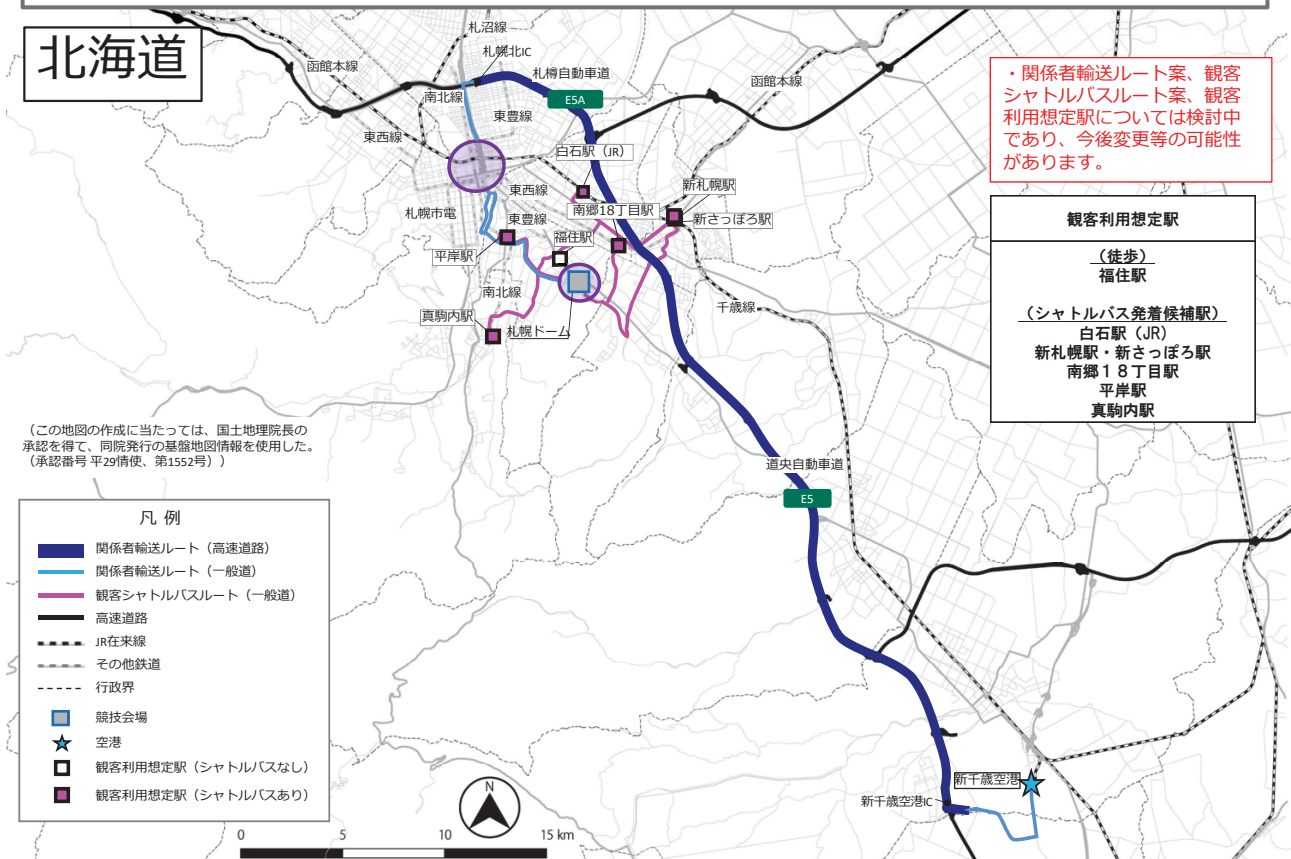 北海道
札沼線
札幌北IC
函館本線
札樽自動車道
E5A
函館本線
南北線
東豊線
東西線
白石駅（JR）
東西線
新札幌駅
南郷18丁目駅
札幌市電
東豊線
新さっぽろ駅
福住駅
平岸駅
南北線
千歳線
真駒内駅
札幌ドーム
・関係者輸送ルート案、観客
シャトルバスルート案、観客
利用想定駅については検討中
であり、今後変更等の可能性
があります。
観客利用想定駅
（徒歩）
福住駅
（シャトルバス発着候補駅）
白石駅（JR）
新札幌駅・新さっぽろ駅
南郷１８丁目駅
平岸駅
真駒内駅
（この地図の作成に当たっては、国土地理院長の
承認を得て、同院発行の基盤地図情報を使用した。
（承認番号 平29情使、第1552号））
道央自動車道
E5
凡 例
関係者輸送ルート（高速道路）
関係者輸送ルート（一般道）
観客シャトルバスルート（一般道）
高速道路
JR在来線
その他鉄道
行政界
競技会場
空港
観客利用想定駅（シャトルバスなし）
観客利用想定駅（シャトルバスあり）
N
0 5 10 15 km
新千歳空港
新千歳空港IC